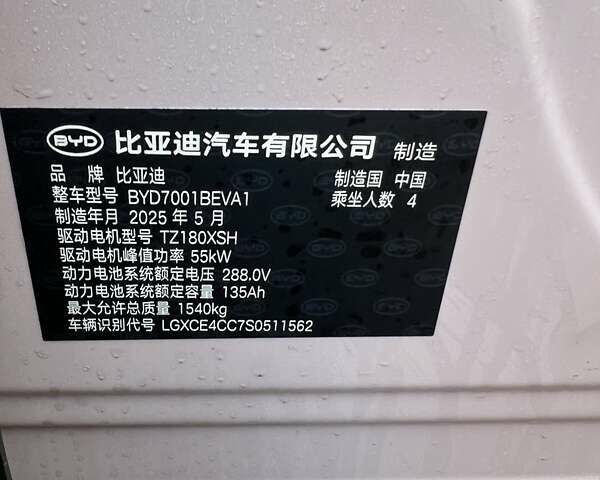 BYD 比亚迪汽车有限公司 制造
品 牌 比亚迪 制造国 中国
整车型号 BYD7001BEVA1 乘坐人数 4
制造年月 2025 年 5 月
驱动电机型号 TZ180XSH
驱动电机峰值功率 55kW
动力电池系统额定电压 288.0V
动力电池系统额定容量 135Ah
最大允许总质量 1540kg
车辆识别代号 LGXCE4CC7S0511562